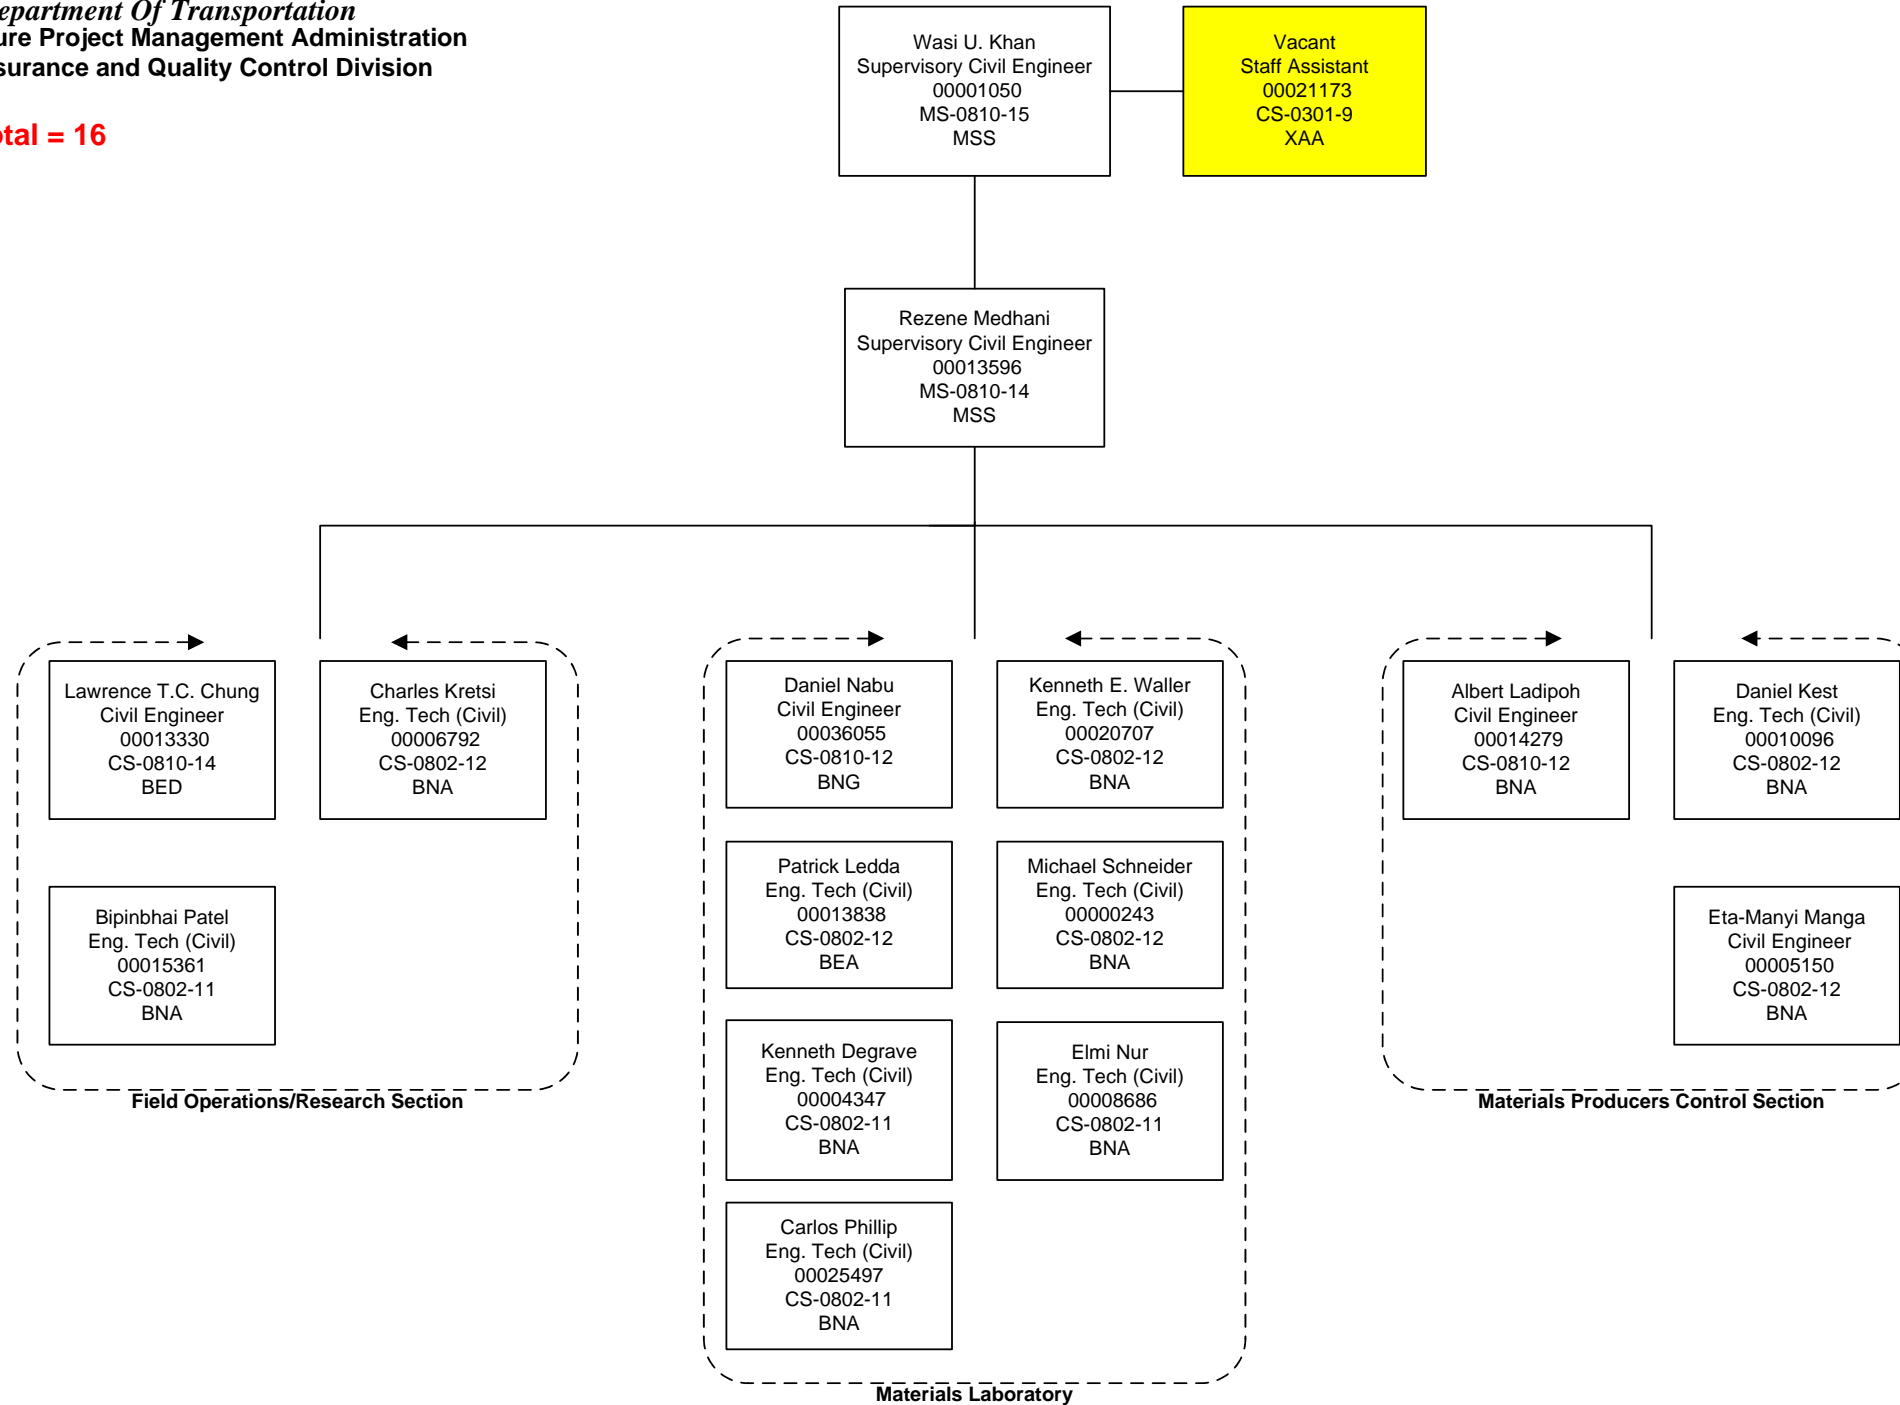 epartment Of Transportation
ure Project Management Administration
surance and Quality Control Division
otal = 16
Wasi U. Khan
Supervisory Civil Engineer
00001050
MS-0810-15
MSS
Vacant
Staff Assistant
00021173
CS-0301-9
XAA
Rezene Medhani
Supervisory Civil Engineer
00013596
MS-0810-14
MSS
Lawrence T.C. Chung
Civil Engineer
00013330
CS-0810-14
BED
Charles Kretsi
Eng. Tech (Civil)
00006792
CS-0802-12
BNA
Bipinbhai Patel
Eng. Tech (Civil)
00015361
CS-0802-11
BNA
Field Operations/Research Section
Daniel Nabu
Civil Engineer
00036055
CS-0810-12
BNG
Kenneth E. Waller
Eng. Tech (Civil)
00020707
CS-0802-12
BNA
Patrick Ledda
Eng. Tech (Civil)
00013838
CS-0802-12
BEA
Michael Schneider
Eng. Tech (Civil)
00000243
CS-0802-12
BNA
Kenneth Degrave
Eng. Tech (Civil)
00004347
CS-0802-11
BNA
Elmi Nur
Eng. Tech (Civil)
00008686
CS-0802-11
BNA
Carlos Phillip
Eng. Tech (Civil)
00025497
CS-0802-11
BNA
Materials Laboratory
Albert Ladipoh
Civil Engineer
00014279
CS-0810-12
BNA
Daniel Kest
Eng. Tech (Civil)
00010096
CS-0802-12
BNA
Eta-Manyi Manga
Civil Engineer
00005150
CS-0802-12
BNA
Materials Producers Control Section